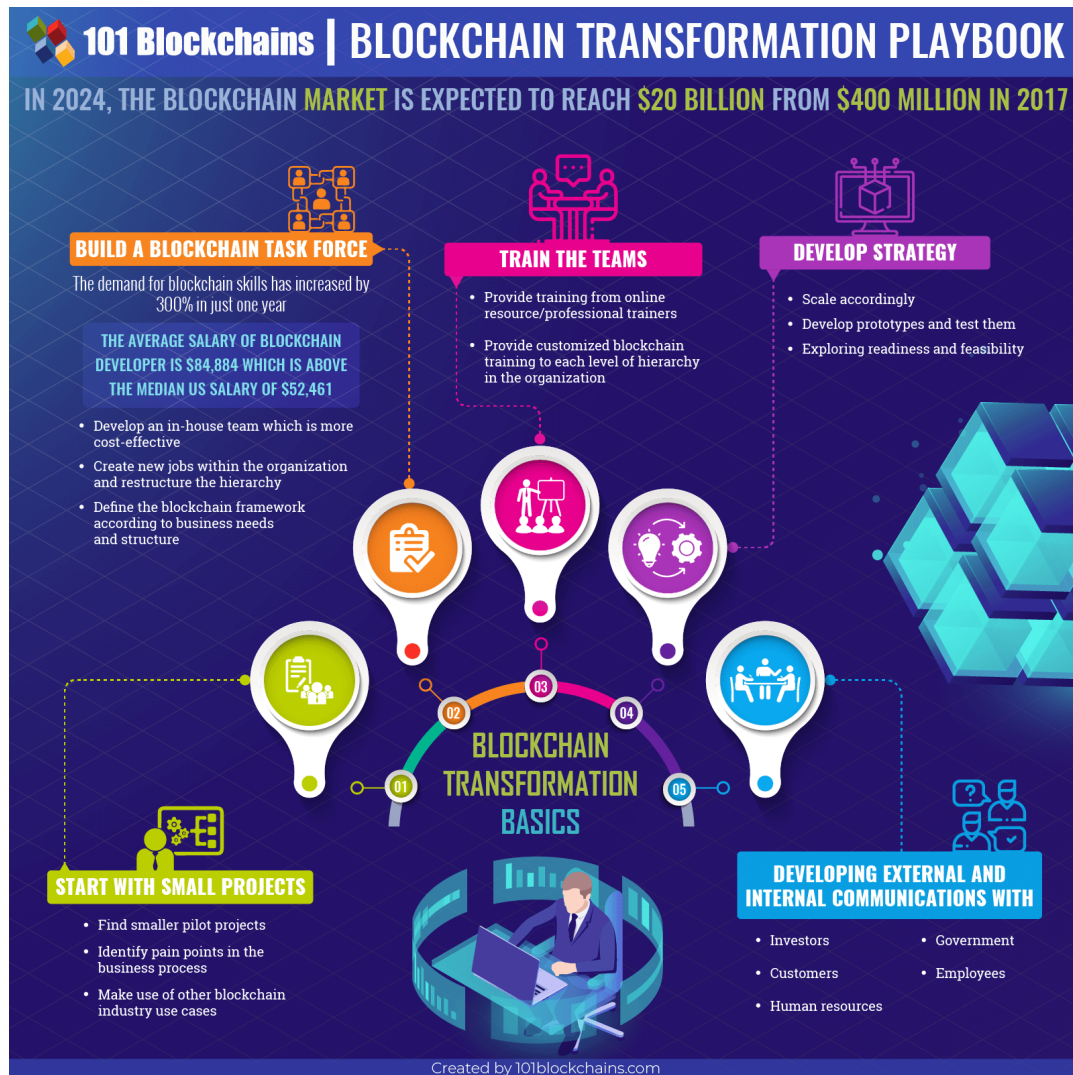 101 Blockchains | BLOCKCHAIN TRANSFORMATION PLAYBOOK
IN 2024, THE BLOCKCHAIN MARKET IS EXPECTED TO REACH $20 BILLION FROM $400 MILLION IN 2017
BUILD A BLOCKCHAIN TASK FORCE
The demand for blockchain skills has increased by
300% in just one year
THE AVERAGE SALARY OF BLOCKCHAIN
DEVELOPER IS $84,884 WHICH IS ABOVE
THE MEDIAN US SALARY OF $52,461
• Develop an in-house team which is more
cost-effective
• Create new jobs within the organization
and restructure the hierarchy
• Define the blockchain framework
according to business needs
and structure
TRAIN THE TEAMS
• Provide training from online
resource/professional trainers
• Provide customized blockchain
training to each level of hierarchy
in the organization
DEVELOP STRATEGY
• Scale accordingly
• Develop prototypes and test them
• Exploring readiness and feasibility
01
02
03
04
05
BLOCKCHAIN
TRANSFORMATION
BASICS
START WITH SMALL PROJECTS
• Find smaller pilot projects
• Identify pain points in the
business process
• Make use of other blockchain
industry use cases
DEVELOPING EXTERNAL AND
INTERNAL COMMUNICATIONS WITH
• Investors
• Customers
• Human resources
• Government
• Employees
Created by 101blockchains.com